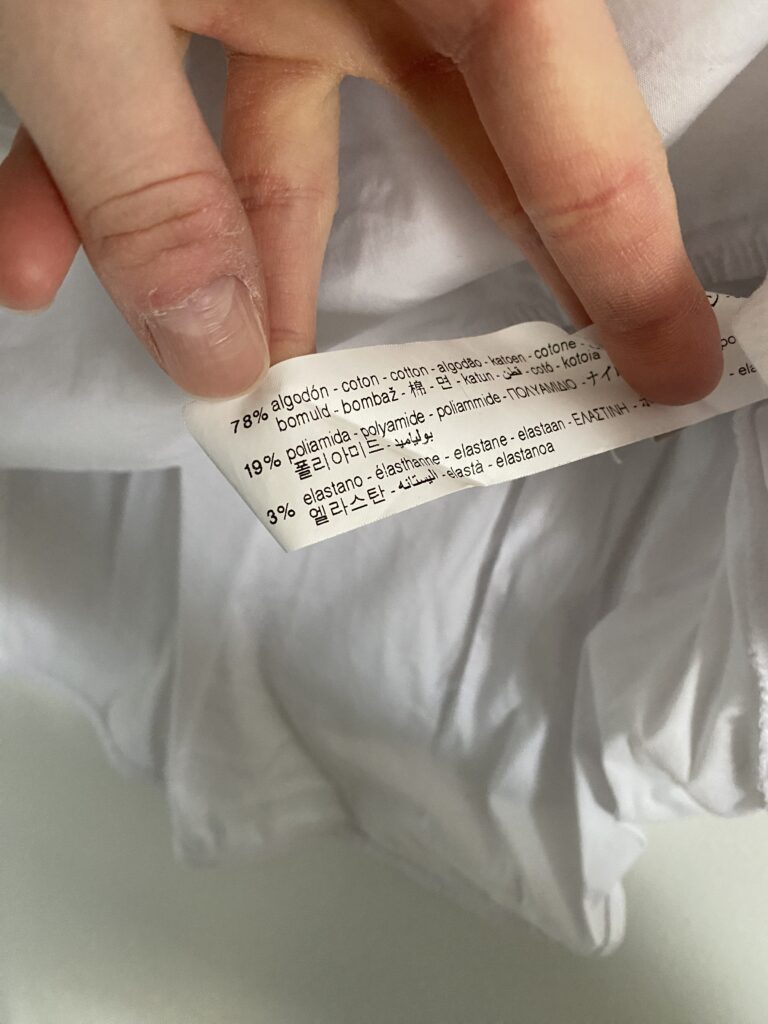 78% algodón - coton - cotton - algodão - katoen - cotone -
bomuld - bombaž - 棉 - 면 - katun - قطن - cotó - kotoia
19% poliamida - polyamide - poliammide - ΠΟΛΥΑΜΙΔΙΟ - ナイ
폴리아미드 - بولياميد
3% elastano - élasthanne - elastane - elastaan - ΕΛΑΣΤΙΝΗ -
엘라스탄 - اليستانه - elastà - elastanoa